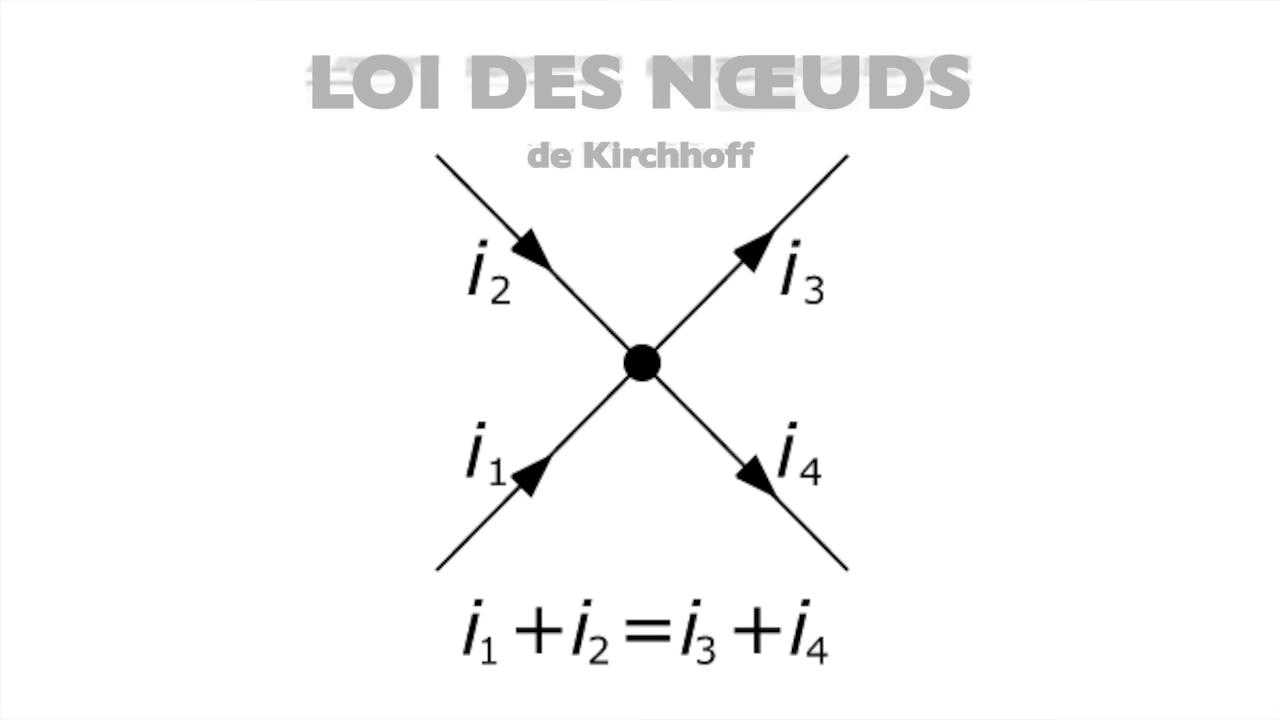 LOI DES NŒUDS
de Kirchhoff
i₂
i₃
i₁
i₄
i₁ + i₂ = i₃ + i₄